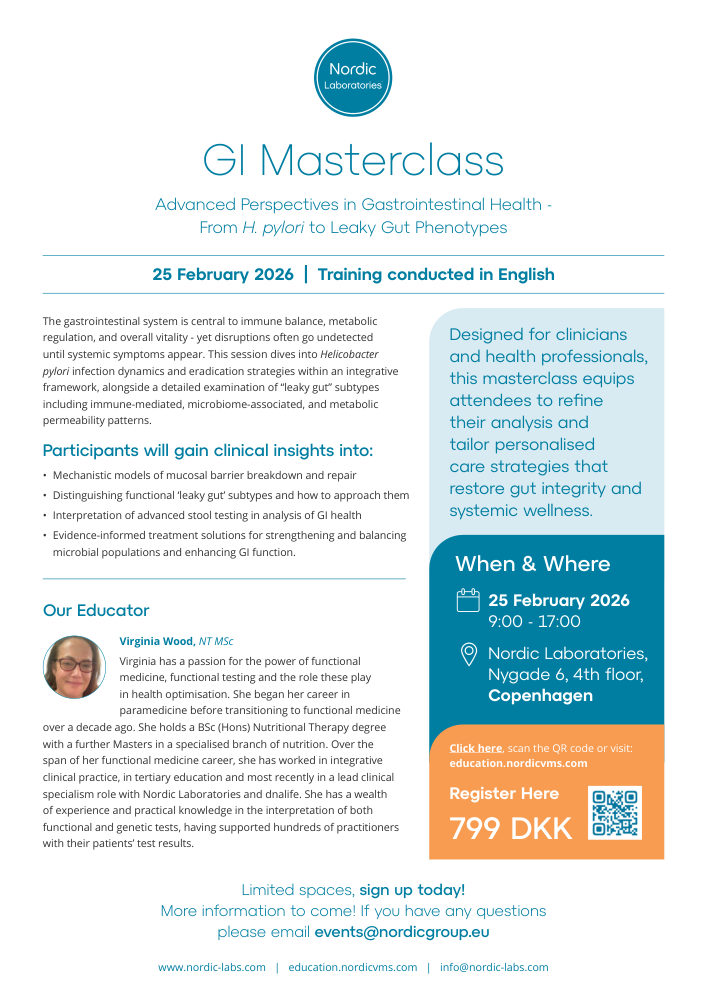 Nordic
Laboratories
GI Masterclass
Advanced Perspectives in Gastrointestinal Health -
From H. pylori to Leaky Gut Phenotypes
25 February 2026 | Training conducted in English
The gastrointestinal system is central to immune balance, metabolic
regulation, and overall vitality - yet disruptions often go undetected
until systemic symptoms appear. This session dives into Helicobacter
pylori infection dynamics and eradication strategies within an integrative
framework, alongside a detailed examination of “leaky gut” subtypes
including immune-mediated, microbiome-associated, and metabolic
permeability patterns.
Participants will gain clinical insights into:
• Mechanistic models of mucosal barrier breakdown and repair
• Distinguishing functional ‘leaky gut’ subtypes and how to approach them
• Interpretation of advanced stool testing in analysis of GI health
• Evidence-informed treatment solutions for strengthening and balancing
microbial populations and enhancing GI function.
Our Educator
Virginia Wood, NT MSc
Virginia has a passion for the power of functional
medicine, functional testing and the role these play
in health optimisation. She began her career in
paramedicine before transitioning to functional medicine
over a decade ago. She holds a BSc (Hons) Nutritional Therapy degree
with a further Masters in a specialised branch of nutrition. Over the
span of her functional medicine career, she has worked in integrative
clinical practice, in tertiary education and most recently in a lead clinical
specialism role with Nordic Laboratories and dnalife. She has a wealth
of experience and practical knowledge in the interpretation of both
functional and genetic tests, having supported hundreds of practitioners
with their patients’ test results.
Designed for clinicians
and health professionals,
this masterclass equips
attendees to refine
their analysis and
tailor personalised
care strategies that
restore gut integrity and
systemic wellness.
When & Where
25 February 2026
9:00 - 17:00
Nordic Laboratories,
Nygade 6, 4th floor,
Copenhagen
Click here, scan the QR code or visit:
education.nordicvms.com
Register Here
799 DKK
Limited spaces, sign up today!
More information to come! If you have any questions
please email events@nordicgroup.eu
www.nordic-labs.com | education.nordicvms.com | info@nordic-labs.com